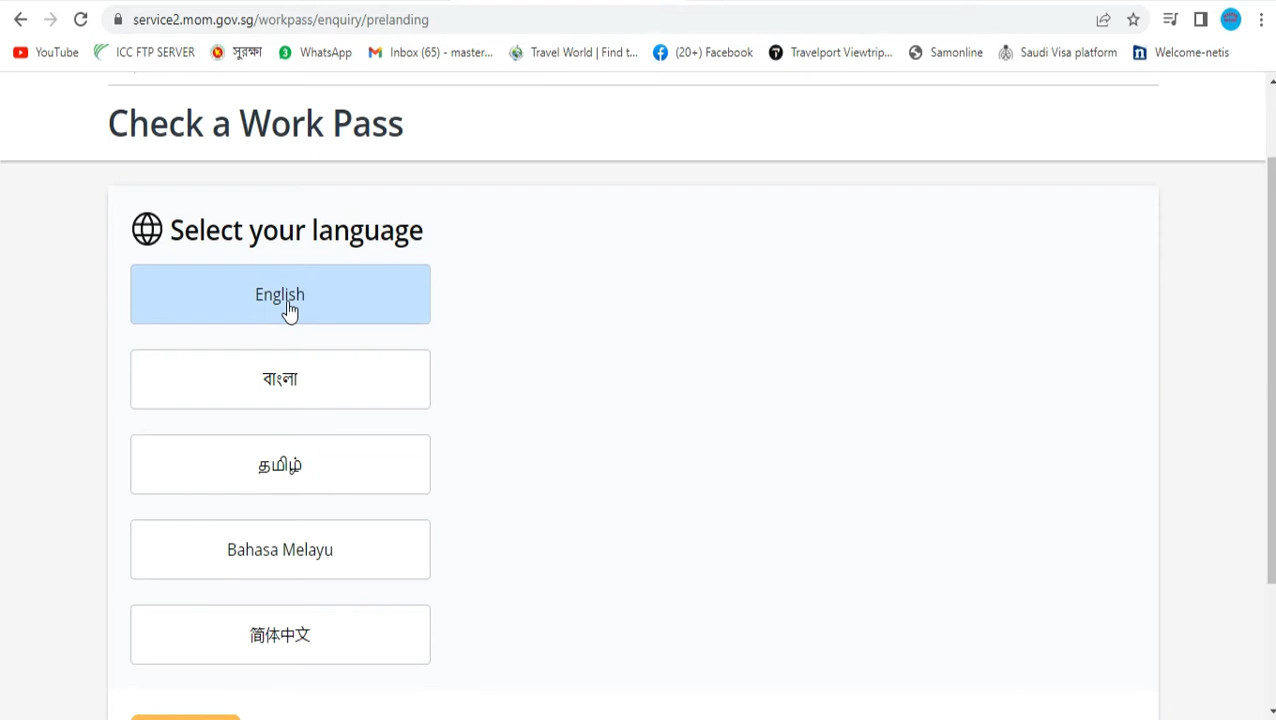 service2.mom.gov.sg/workpass/enquiry/prelanding
YouTube ICC FTP SERVER সুরক্ষা WhatsApp Inbox (65) - master... Travel World | Find t... (20+) Facebook Travelport Viewtrip... Samonline Saudi Visa platform Welcome-netis
Check a Work Pass
Select your language
English
বাংলা
தமிழ்
Bahasa Melayu
简体中文